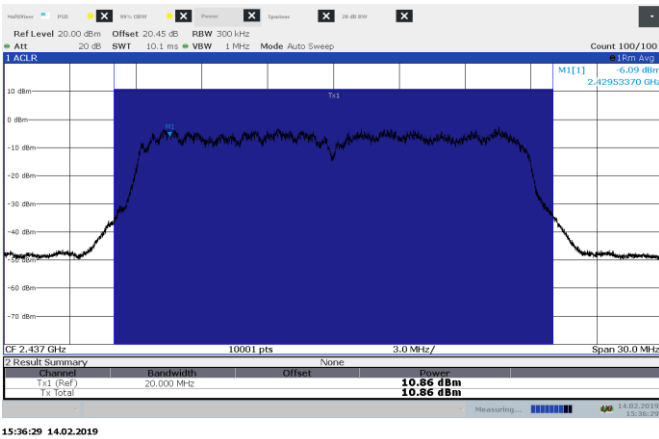 MultiView PSD X 99% OBW X Power X Spurious X 20 dB BW X
Ref Level 20.00 dBm Offset 20.45 dB RBW 300 kHz
Att 20 dB SWT 10.1 ms VBW 1 MHz Mode Auto Sweep Count 100/100
1 ACLR 1Rm Avg
M1[1] -6.09 dBm
2.42953370 GHz
Tx1
10 dBm
0 dBm
M1
-10 dBm
-20 dBm
-30 dBm
-40 dBm
-50 dBm
-60 dBm
-70 dBm
CF 2.437 GHz 10001 pts 3.0 MHz/ Span 30.0 MHz
2 Result Summary None
Channel Bandwidth Offset Power
Tx1 (Ref) 20.000 MHz 10.86 dBm
Tx Total 10.86 dBm
Measuring... 14.02.2019
15:36:29
15:36:29 14.02.2019